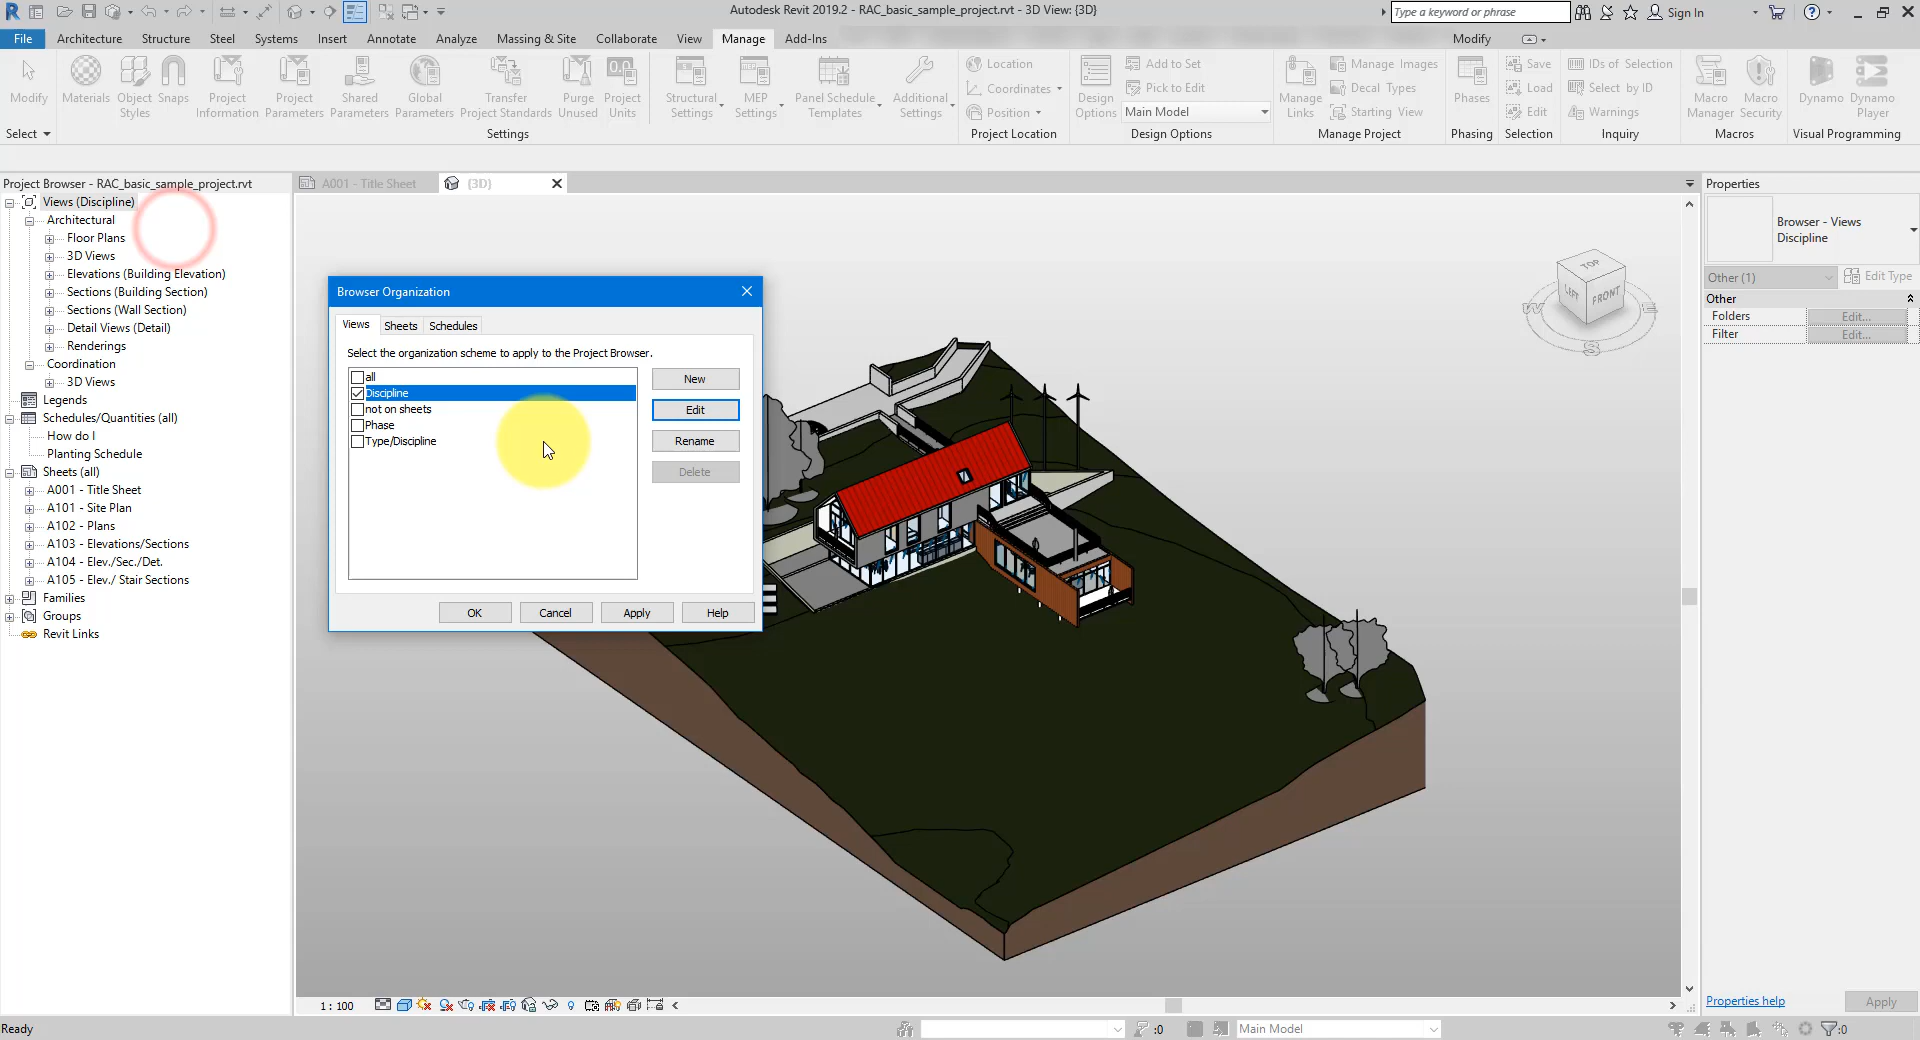 Autodesk Revit 2019.2 - RAC_basic_sample_project.rvt - 3D View: {3D}
Type a keyword or phrase
Sign In
File Architecture Structure Steel Systems Insert Annotate Analyze Massing & Site Collaborate View Manage Add-Ins Modify
Modify
Materials
Object Styles
Snaps
Project Information
Project Parameters
Shared Parameters
Global Parameters
Transfer Project Standards
Purge Unused
Project Units
Structural Settings
MEP Settings
Panel Schedule Templates
Additional Settings
Location
Coordinates
Position
Design Options
Add to Set
Pick to Edit
Main Model
Manage Links
Manage Images
Decal Types
Starting View
Phases
Save
Load
Edit
IDs of Selection
Select by ID
Warnings
Macro Manager
Macro Security
Dynamo
Dynamo Player
Select
Settings
Project Location
Design Options
Manage Project
Phasing
Selection
Inquiry
Macros
Visual Programming
Project Browser - RAC_basic_sample_project.rvt
Views (Discipline)
Architectural
Floor Plans
3D Views
Elevations (Building Elevation)
Sections (Building Section)
Sections (Wall Section)
Detail Views (Detail)
Renderings
Coordination
3D Views
Legends
Schedules/Quantities (all)
How do I
Planting Schedule
Sheets (all)
A001 - Title Sheet
A101 - Site Plan
A102 - Plans
A103 - Elevations/Sections
A104 - Elev./Sec./Det.
A105 - Elev./ Stair Sections
Families
Groups
Revit Links
A001 - Title Sheet
{3D}
Browser Organization
Views Sheets Schedules
Select the organization scheme to apply to the Project Browser.
all
Discipline
not on sheets
Phase
Type/Discipline
New
Edit
Rename
Delete
OK Cancel Apply Help
TOP
LEFT FRONT
W E
S
Properties
Browser - Views
Discipline
Other (1)
Edit Type
Other
Folders Edit...
Filter Edit...
Properties help
Apply
1 : 100
Ready
:0
Main Model
:0